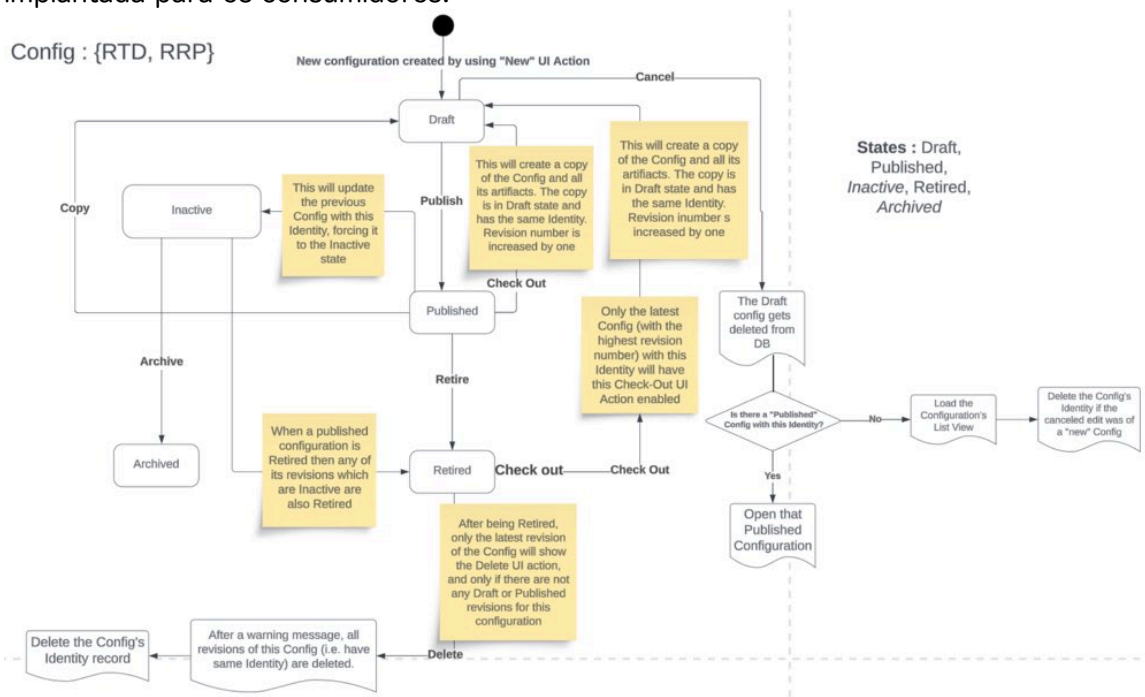 implantada para os consumidores.
Config : {RTD, RRP}
New configuration created by using "New" UI Action
Cancel
Draft
States : Draft,
Published,
Inactive, Retired,
Archived
This will create a copy
of the Config and all
its artifiacts. The copy
is in Draft state and has
the same Identity.
Revision inumber s
increased by one
This will create a copy
of the Config and all
its artifacts. The copy
is in Draft state and
has the same Identity.
Revision number is
increased by one
This will update
the previous
Config with this
Identity, forcing it
to the Inactive
state
Copy
Inactive
Publish
Check Out
Published
The Draft
config gets
deleted from
DB
Only the latest
Config (with the
highest revision
number) with this
Identity will have
this Check-Out UI
Action enabled
Archive
Retire
Is there a "Published"
Config with this Identity?
No
Load the
Configuration's
List View
Delete the Config's
Identity if the
canceled edit was of
a "new" Config
When a published
configuration is
Retired then any of
its revisions which
are Inactive are
also Retired
Archived
Retired
Check out
Check Out
Yes
Open that
Published
Configuration
After being Retired,
only the latest revision
of the Config will show
the Delete UI action,
and only if there are not
any Draft or Published
revisions for this
configuration
Delete the Config's
Identity record
After a warning message, all
revisions of this Config (i.e. have
same Identity) are deleted.
Delete